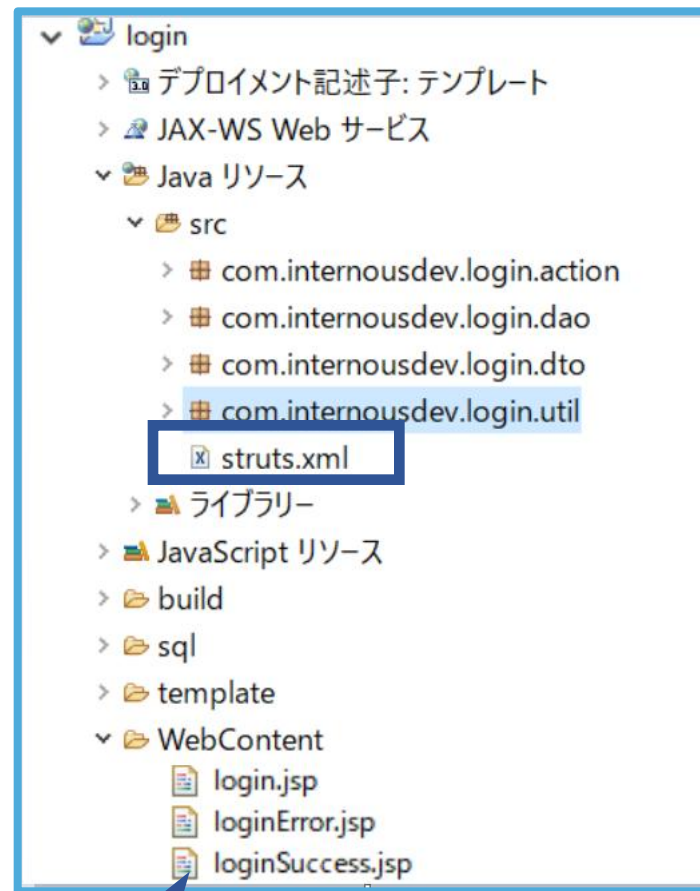 login
デプロイメント記述子: テンプレート
JAX-WS Web サービス
Java リソース
src
com.internousdev.login.action
com.internousdev.login.dao
com.internousdev.login.dto
com.internousdev.login.util
struts.xml
ライブラリー
JavaScript リソース
build
sql
template
WebContent
login.jsp
loginError.jsp
loginSuccess.jsp